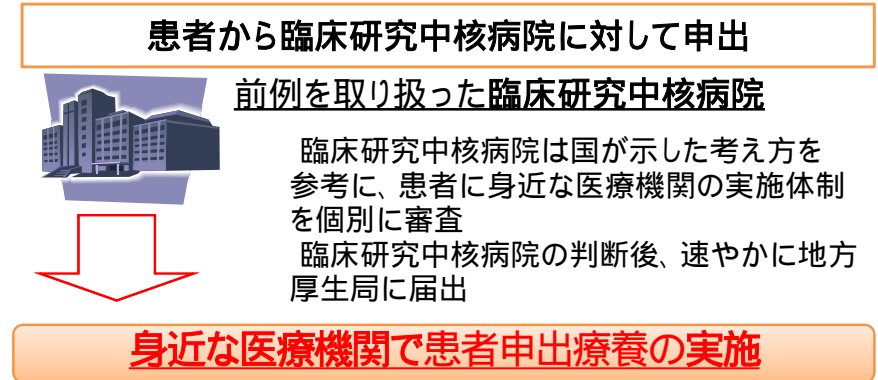 患者から臨床研究中核病院に対して申出
前例を取り扱った臨床研究中核病院
臨床研究中核病院は国が示した考え方を
参考に、患者に身近な医療機関の実施体制
を個別に審査
臨床研究中核病院の判断後、速やかに地方
厚生局に届出
身近な医療機関で患者申出療養の実施